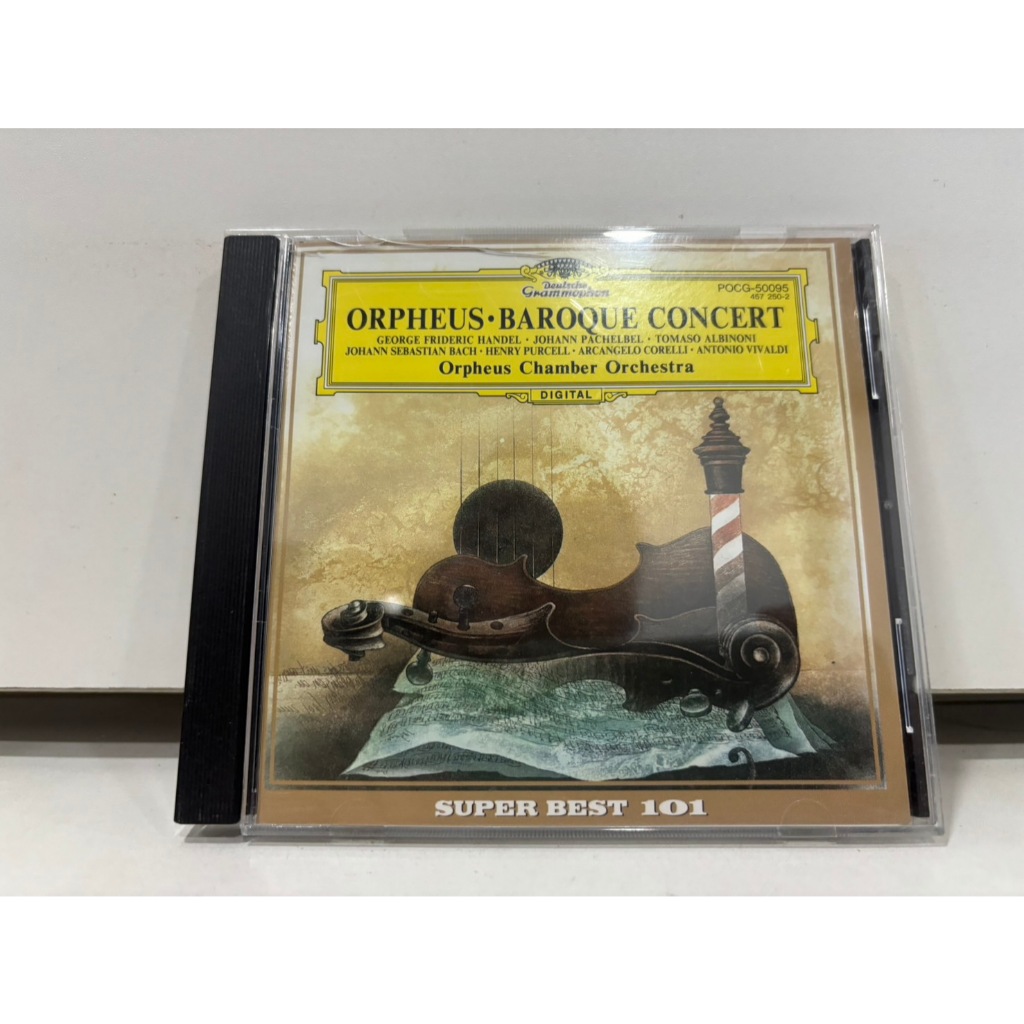 Deutsche
Grammophon
POCG-50095
457 250-2
ORPHEUS·BAROQUE CONCERT
GEORGE FRIDERIC HANDEL · JOHANN PACHELBEL · TOMASO ALBINONI
JOHANN SEBASTIAN BACH · HENRY PURCELL · ARCANGELO CORELLI · ANTONIO VIVALDI
Orpheus Chamber Orchestra
DIGITAL
SUPER BEST 101